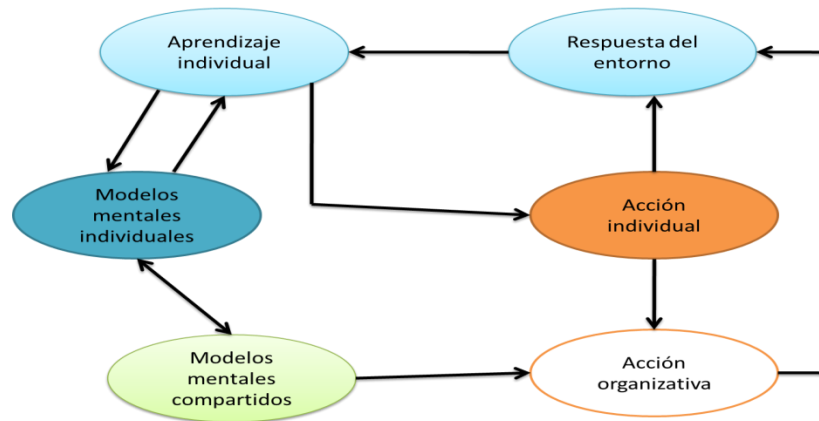 Aprendizaje
individual
Respuesta del
entorno
Modelos
mentales
individuales
Acción
individual
Modelos
mentales
compartidos
Acción
organizativa